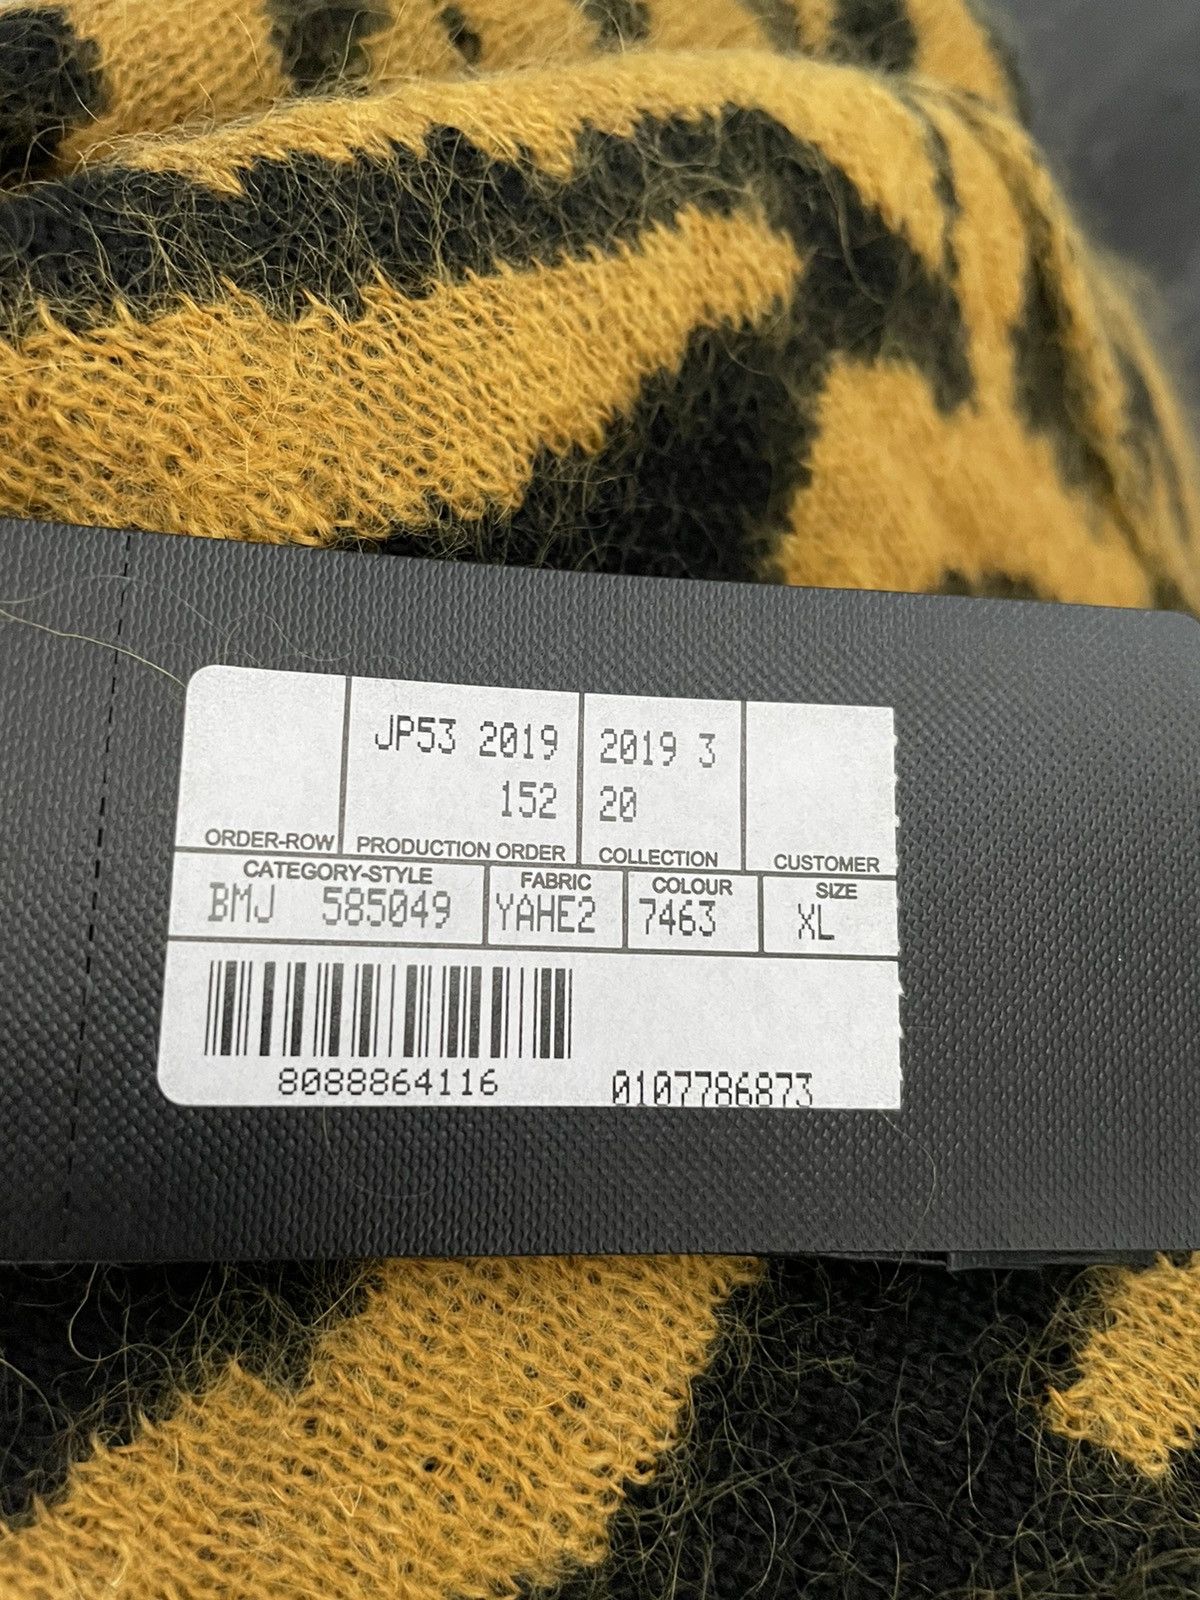 JP53 2019
152
2019 3
20
ORDER-ROW
PRODUCTION ORDER
COLLECTION
CUSTOMER
CATEGORY-STYLE
BMJ 585049
FABRIC
YAHE2
COLOUR
7463
SIZE
XL
8088864116
0107786873